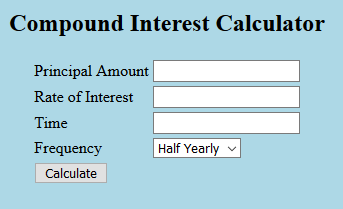 Compound Interest Calculator
Principal Amount
Rate of Interest
Time
Frequency Half Yearly
Calculate